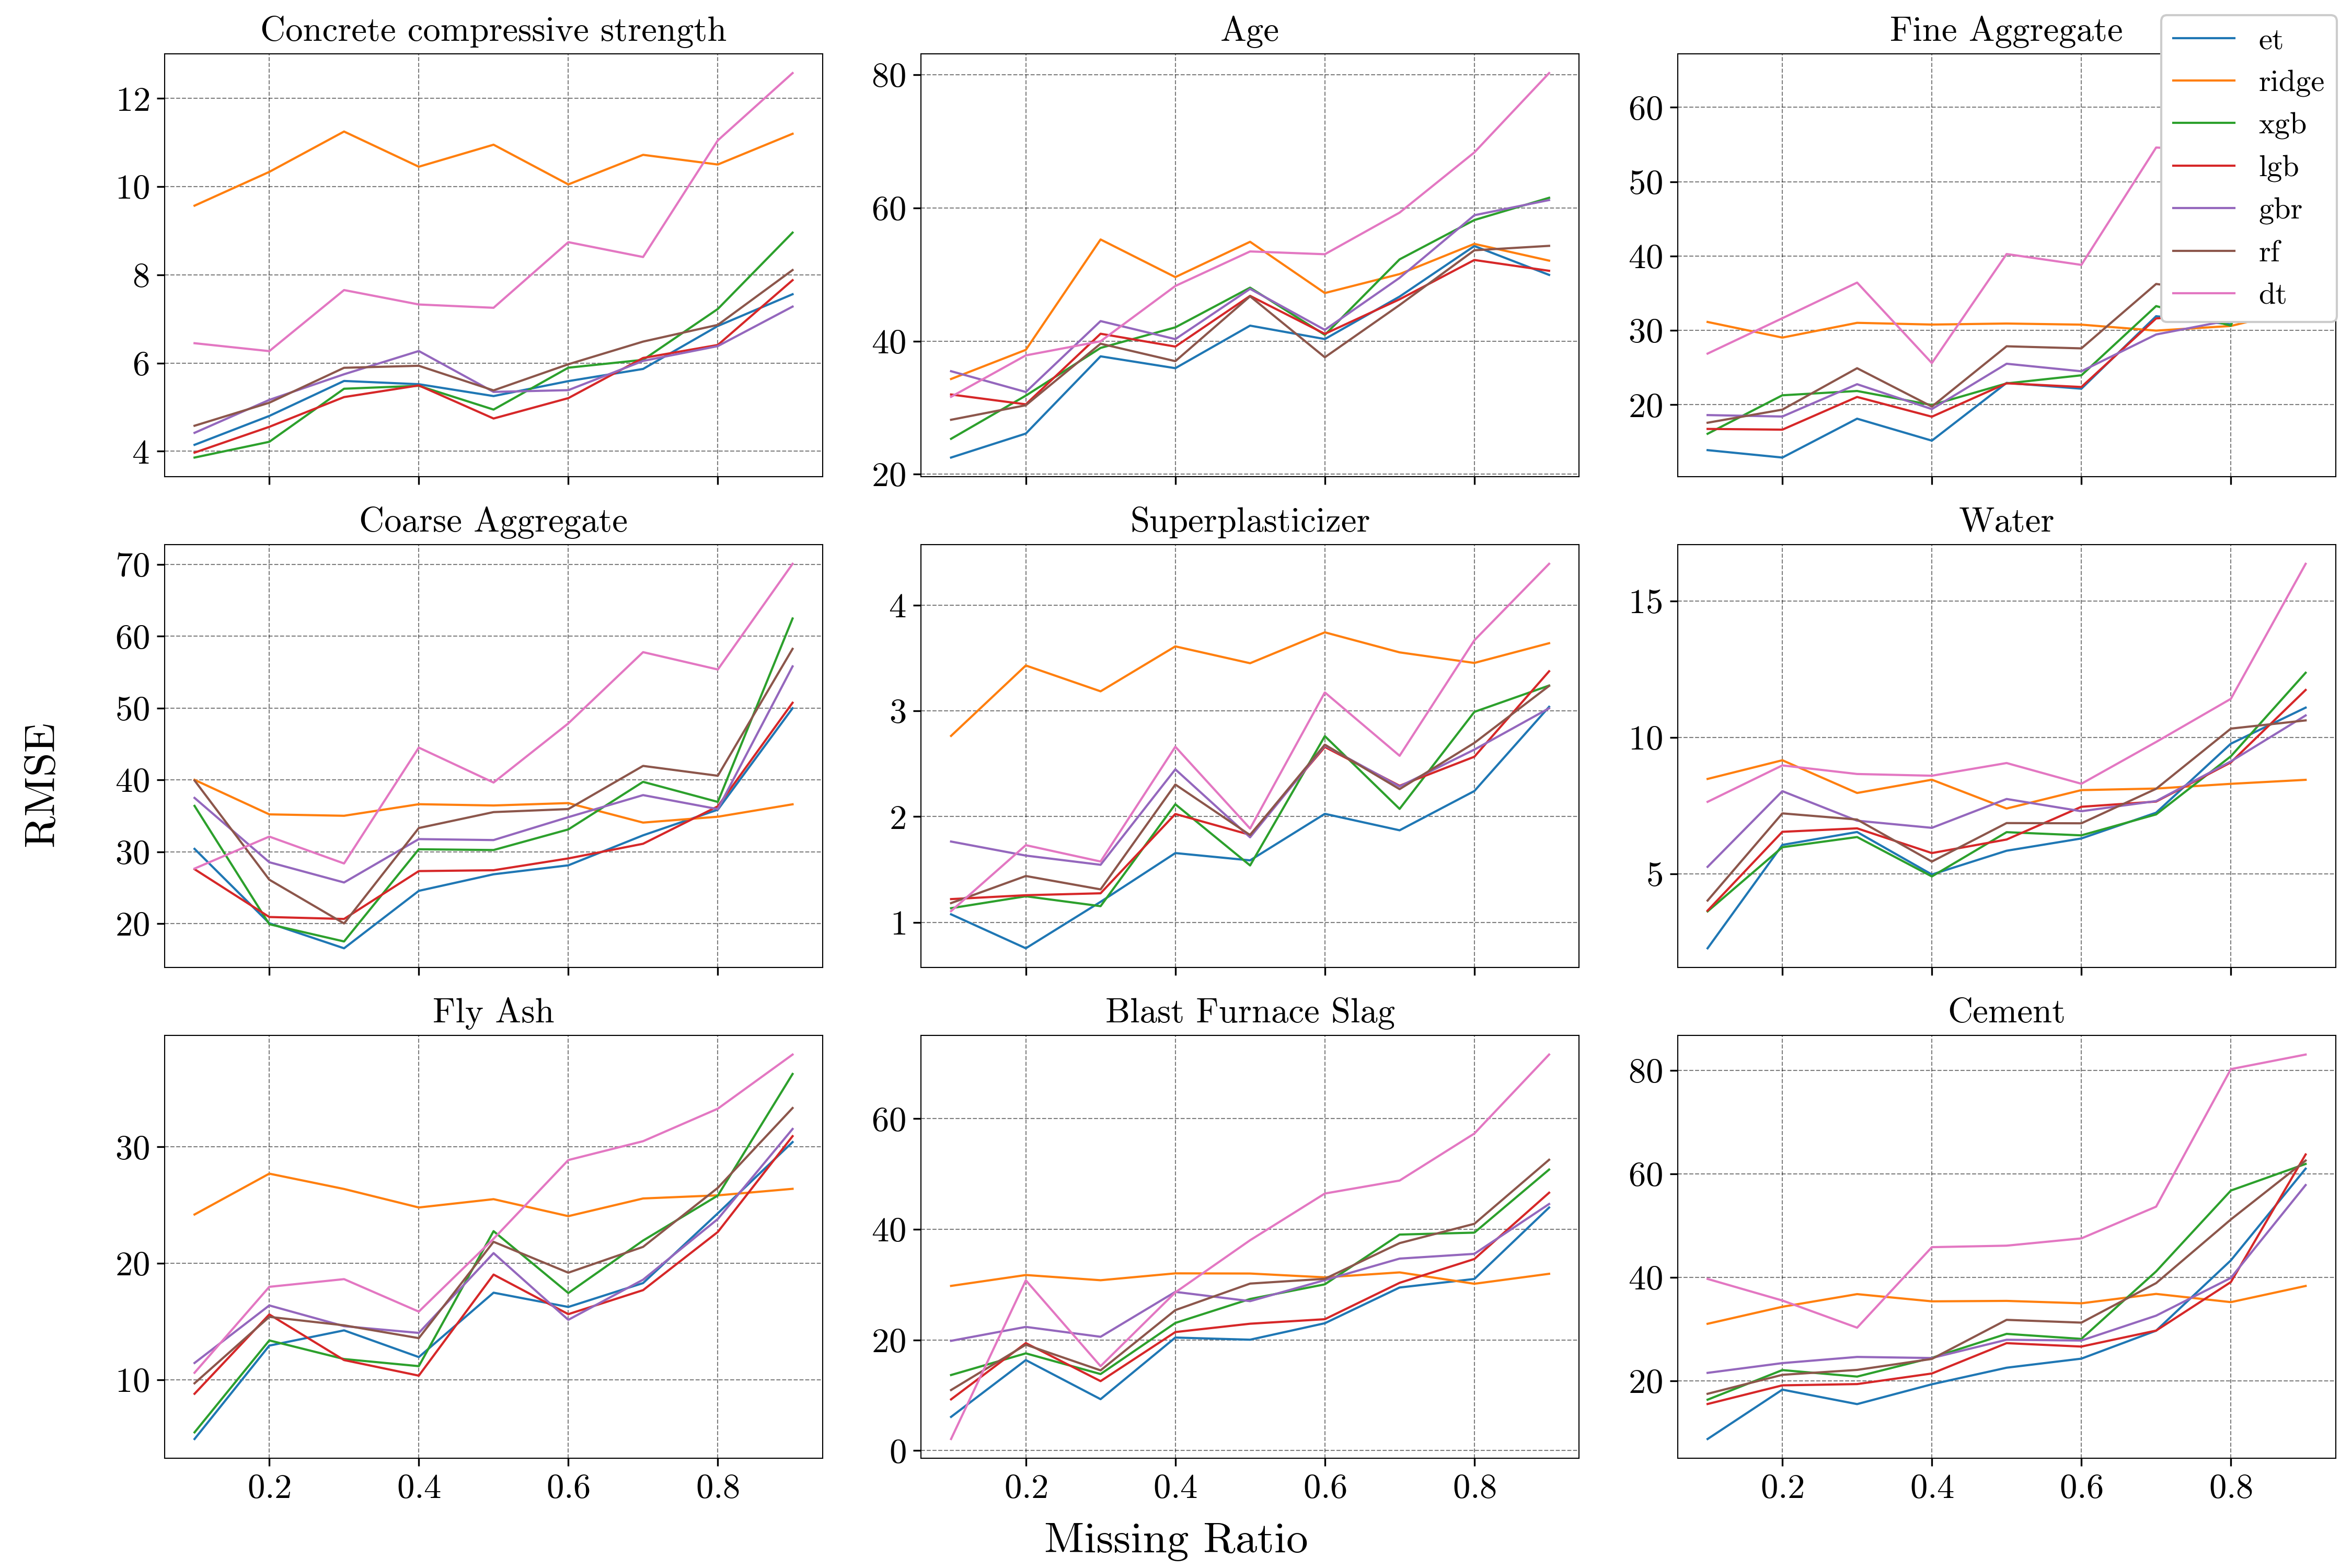 Concrete compressive strength
12
10
8
6
4
Age
80
60
40
20
Fine Aggregate
60
50
40
30
20
et
ridge
xgb
lgb
gbr
rf
dt
Coarse Aggregate
70
60
50
40
30
20
Superplasticizer
4
3
2
1
Water
15
10
5
Fly Ash
30
20
10
0.2 0.4 0.6 0.8
Blast Furnace Slag
60
40
20
0
0.2 0.4 0.6 0.8
Cement
80
60
40
20
0.2 0.4 0.6 0.8
RMSE
Missing Ratio